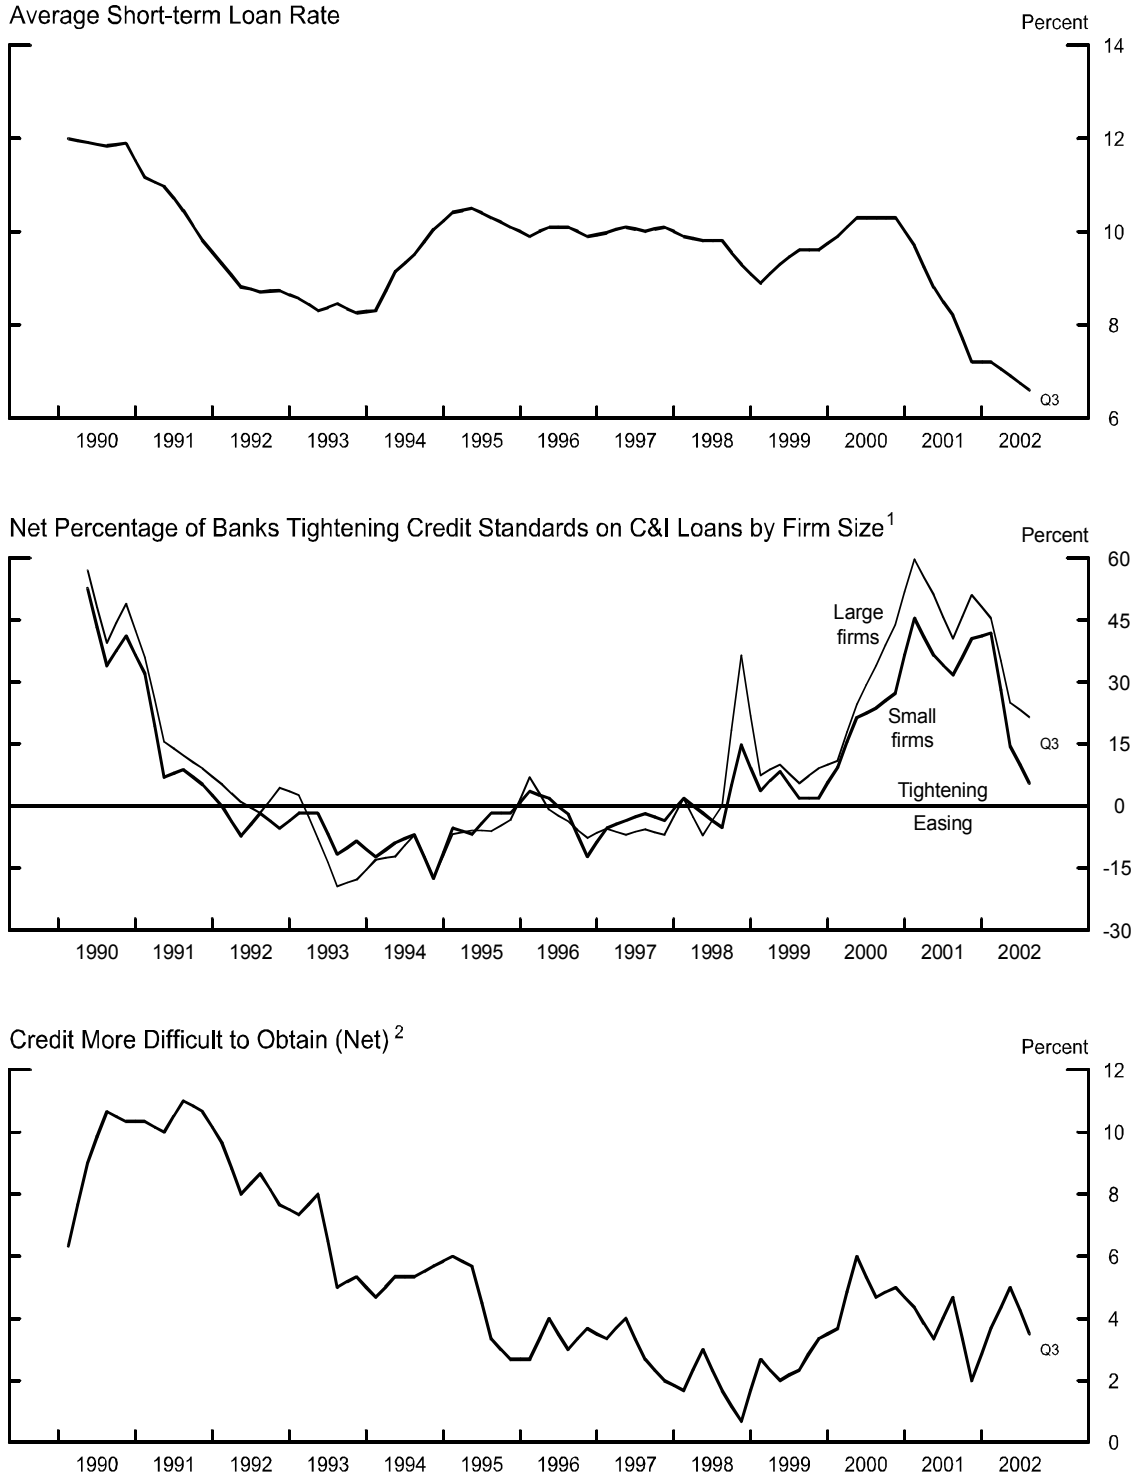 Average Short-term Loan Rate
Percent
14
12
10
8
6
Q3
1990 1991 1992 1993 1994 1995 1996 1997 1998 1999 2000 2001 2002
Net Percentage of Banks Tightening Credit Standards on C&I Loans by Firm Size 1
Percent
60
Large
firms
45
30
Small
firms
Q3
15
Tightening
0
Easing
-15
-30
1990 1991 1992 1993 1994 1995 1996 1997 1998 1999 2000 2001 2002
Credit More Difficult to Obtain (Net) 2
Percent
12
10
8
6
4
Q3
2
0
1990 1991 1992 1993 1994 1995 1996 1997 1998 1999 2000 2001 2002